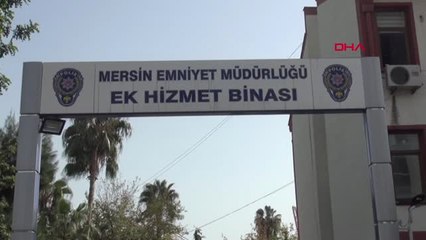 DHA
MERSİN EMNİYET MÜDÜRLÜĞÜ
EK HİZMET BİNASI